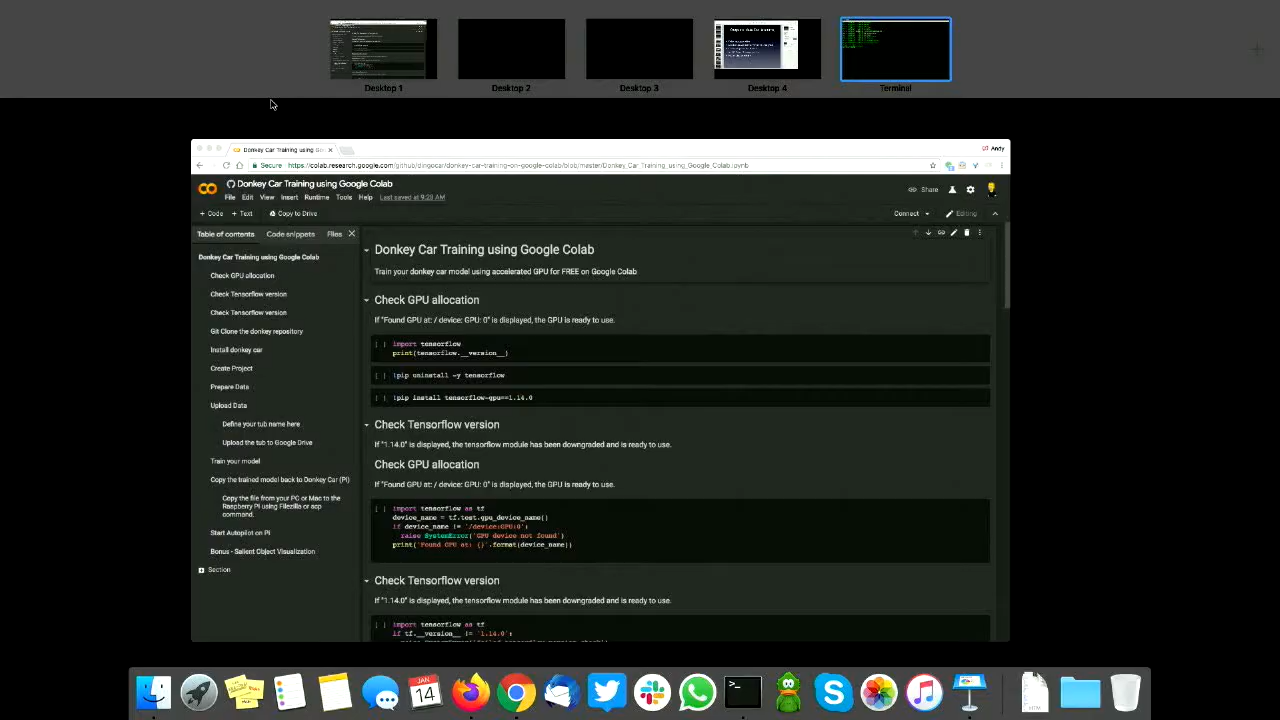 Desktop 1
Desktop 2
Desktop 3
Desktop 4
Terminal
Donkey Car Training using Go
Andy
Secure
https://colab.research.google.com/github/dingocar/donkey-car-training-on-google-colab/blob/master/Donkey_Car_Training_using_Google_Colab.ipynb
Donkey Car Training using Google Colab
File Edit View Insert Runtime Tools Help Last saved at 9:28 AM
Share
+ Code + Text Copy to Drive
Connect
Editing
Table of contents Code snippets Files
Donkey Car Training using Google Colab
Check GPU allocation
Check Tensorflow version
Check Tensorflow version
Git Clone the donkey repository
Install donkey car
Create Project
Prepare Data
Upload Data
Define your tub name here
Upload the tub to Google Drive
Train your model
Copy the trained model back to Donkey Car (Pi)
Copy the file from your PC or Mac to the
Raspberry Pi using Filezilla or scp
command.
Start Autopilot on Pi
Bonus - Salient Object Visualization
Section
Donkey Car Training using Google Colab
Train your donkey car model using accelerated GPU for FREE on Google Colab
Check GPU allocation
If "Found GPU at: / device: GPU: 0" is displayed, the GPU is ready to use.
[ ] import tensorflow
print(tensorflow.__version__)
[ ] !pip uninstall -y tensorflow
[ ] !pip install tensorflow-gpu==1.14.0
Check Tensorflow version
If "1.14.0" is displayed, the tensorflow module has been downgraded and is ready to use.
Check GPU allocation
If "Found GPU at: / device: GPU: 0" is displayed, the GPU is ready to use.
[ ] import tensorflow as tf
device_name = tf.test.gpu_device_name()
if device_name != '/device:GPU:0':
raise SystemError('GPU device not found')
print('Found GPU at: {}'.format(device_name))
Check Tensorflow version
If "1.14.0" is displayed, the tensorflow module has been downgraded and is ready to use.
[ ] import tensorflow as tf
if tf.__version__ != '1.14.0':
JAN
14